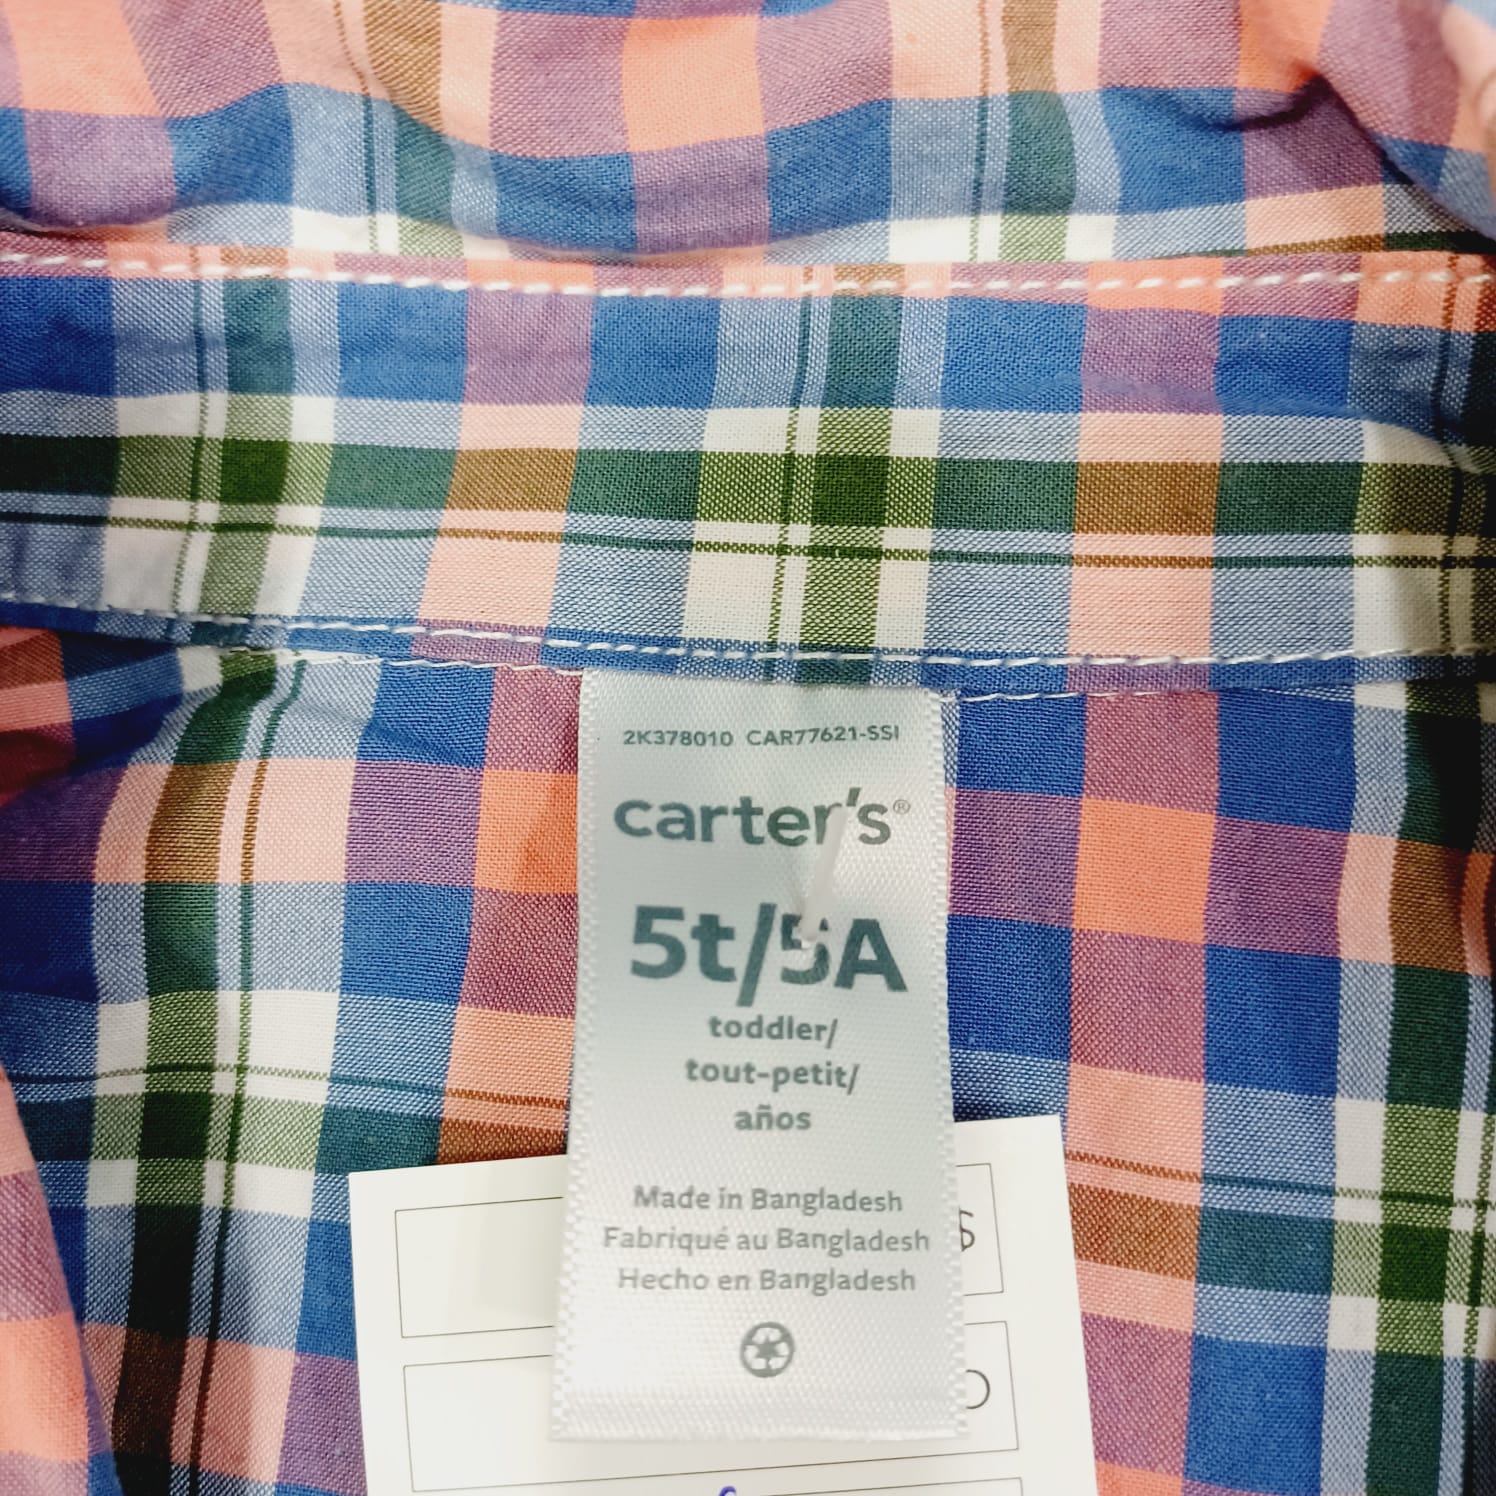 2K378010 CAR77621-SSI
carter's®
5t/5A
toddler/
tout-petit/
años
Made in Bangladesh
Fabriqué au Bangladesh
Hecho en Bangladesh
$